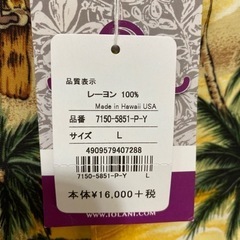 品質表示
レーヨン 100%
Made in Hawaii USA
品番 7150-5851-P-Y
サイズ L
4909579407288
7150-5851-P-Y L
本体¥16,000+税
WWW.IOLANI.COM